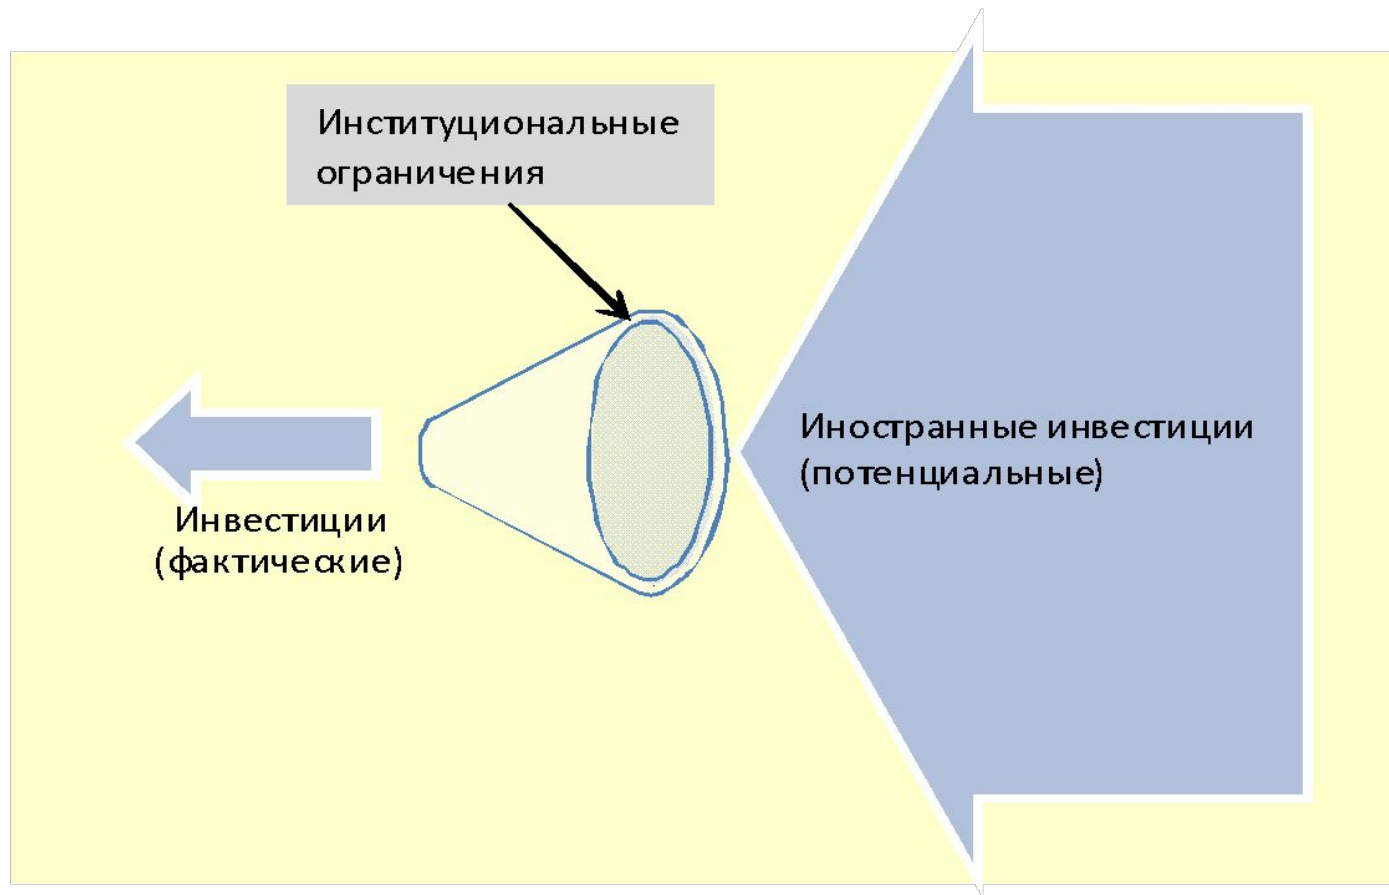 Институциональные
ограничения
Иностранные инвестиции
(потенциальные)
Инвестиции
(фактические)